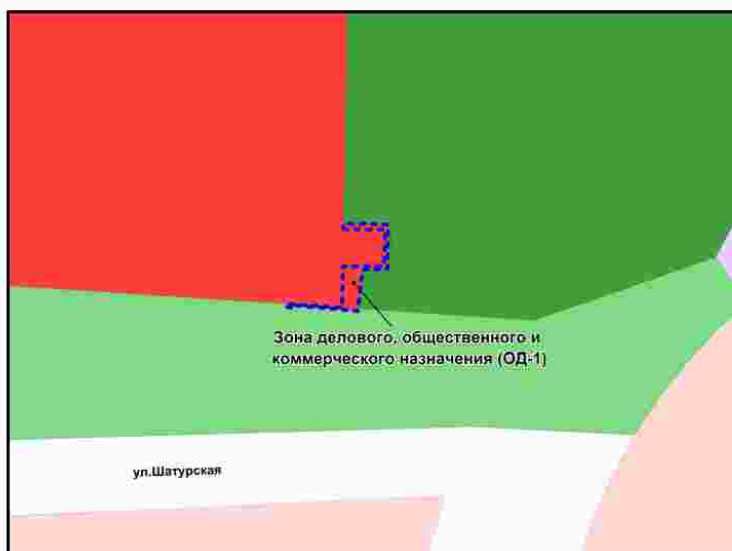 Зона делового, общественного и
коммерческого назначения (ОД-1)
ул.Шатурская